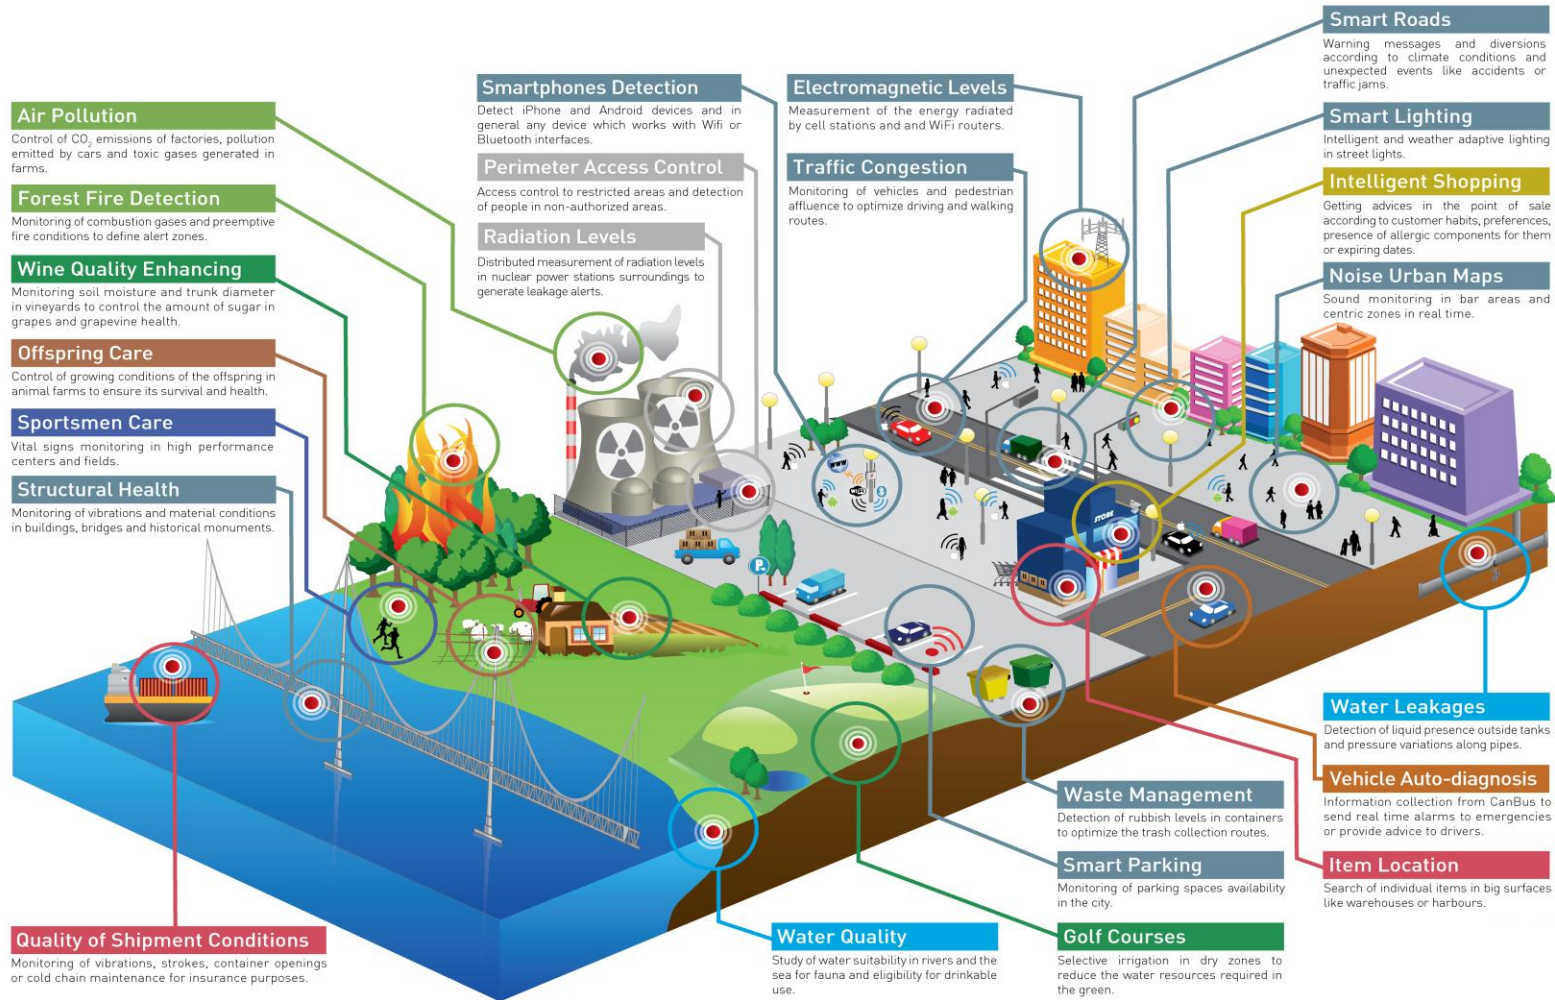 Air Pollution
Control of CO₂ emissions of factories, pollution
emitted by cars and toxic gases generated in
farms.
Forest Fire Detection
Monitoring of combustion gases and preemptive
fire conditions to define alert zones.
Wine Quality Enhancing
Monitoring soil moisture and trunk diameter
in vineyards to control the amount of sugar in
grapes and grapevine health.
Offspring Care
Control of growing conditions of the offspring in
animal farms to ensure its survival and health.
Sportsmen Care
Vital signs monitoring in high performance
centers and fields.
Structural Health
Monitoring of vibrations and material conditions
in buildings, bridges and historical monuments.
Quality of Shipment Conditions
Monitoring of vibrations, strokes, container openings
or cold chain maintenance for insurance purposes.
Smartphones Detection
Detect iPhone and Android devices and in
general any device which works with Wifi or
Bluetooth interfaces.
Perimeter Access Control
Access control to restricted areas and detection
of people in non-authorized areas.
Radiation Levels
Distributed measurement of radiation levels
in nuclear power stations surroundings to
generate leakage alerts.
Electromagnetic Levels
Measurement of the energy radiated
by cell stations and and WiFi routers.
Traffic Congestion
Monitoring of vehicles and pedestrian
affluence to optimize driving and walking
routes.
Smart Roads
Warning messages and diversions
according to climate conditions and
unexpected events like accidents or
traffic jams.
Smart Lighting
Intelligent and weather adaptive lighting
in street lights.
Intelligent Shopping
Getting advices in the point of sale
according to customer habits, preferences,
presence of allergic components for them
or expiring dates.
Noise Urban Maps
Sound monitoring in bar areas and
centric zones in real time.
WiFi
STORE
P
Water Leakages
Detection of liquid presence outside tanks
and pressure variations along pipes.
Vehicle Auto-diagnosis
Information collection from CanBus to
send real time alarms to emergencies
or provide advice to drivers.
Item Location
Search of individual items in big surfaces
like warehouses or harbours.
Waste Management
Detection of rubbish levels in containers
to optimize the trash collection routes.
Smart Parking
Monitoring of parking spaces availability
in the city.
Golf Courses
Selective irrigation in dry zones to
reduce the water resources required in
the green.
Water Quality
Study of water suitability in rivers and the
sea for fauna and eligibility for drinkable
use.